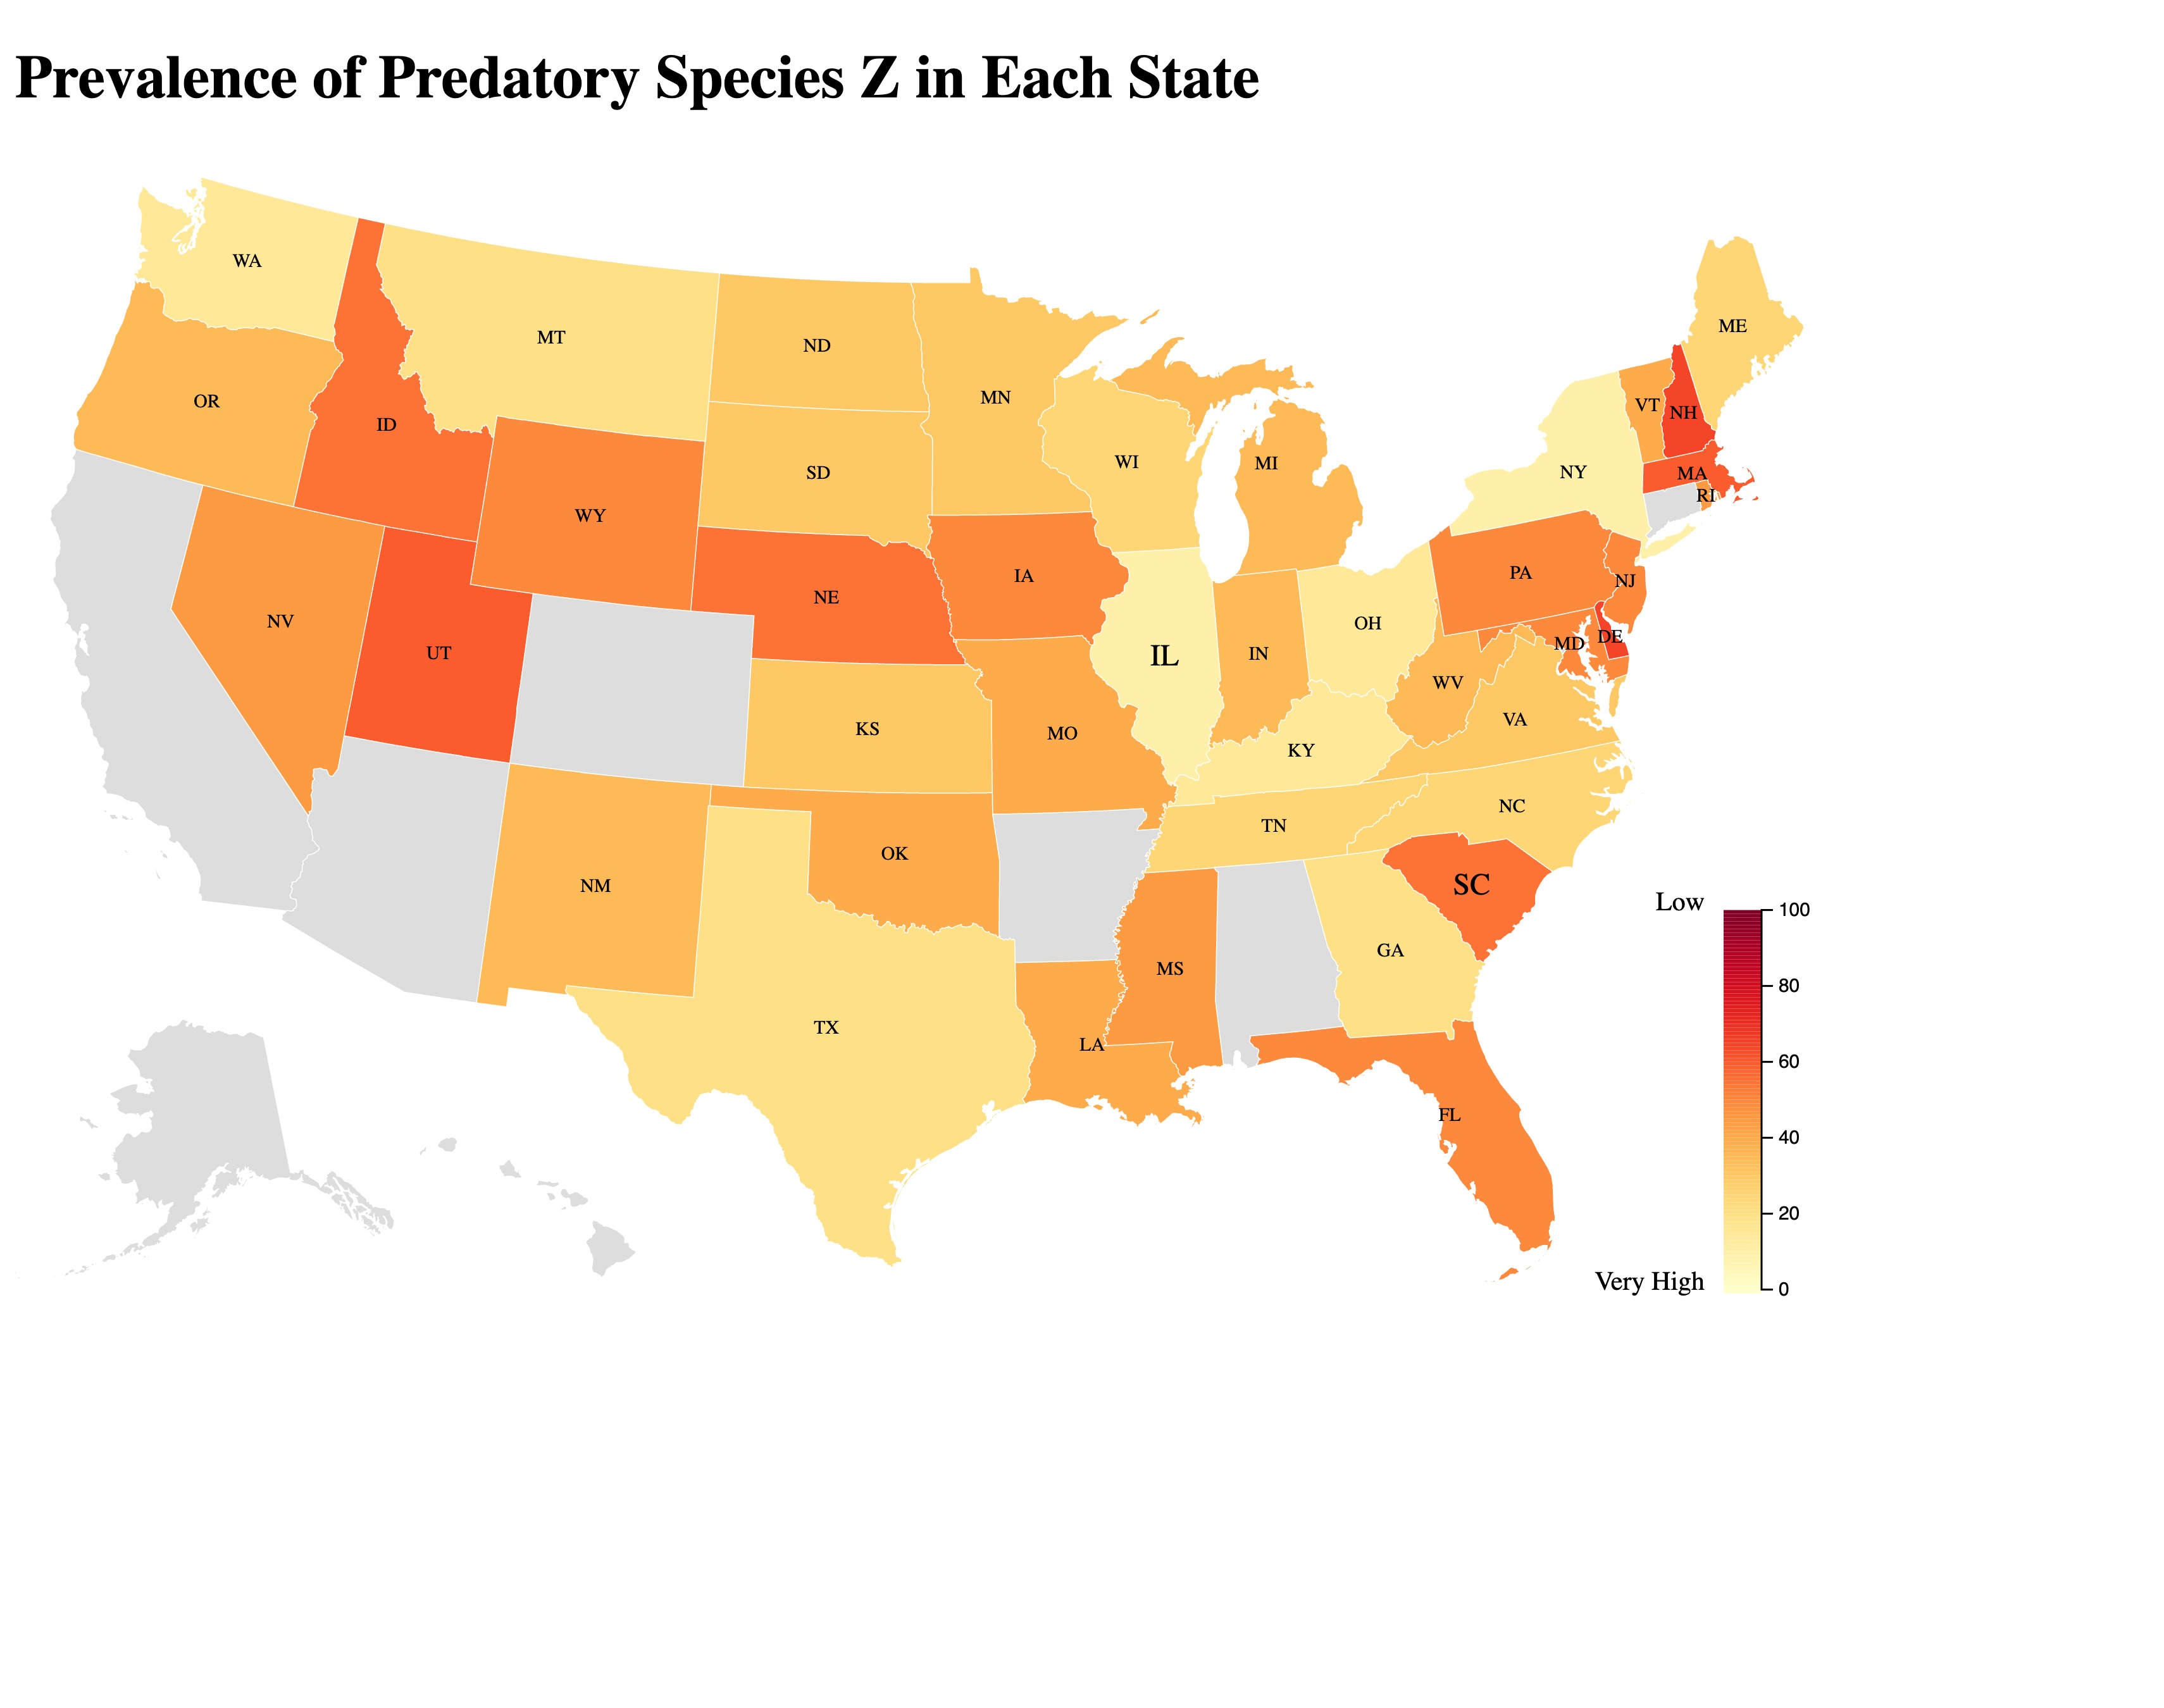 Prevalence of Predatory Species Z in Each State
WA
ME
MT
ND
MN
OR
VT
NH
ID
WI
MI
NY
SD
MA
RI
WY
PA
IA
NJ
NE
NV
OH
DE
MD
UT
IL
IN
WV
VA
KS
MO
KY
NC
TN
OK
SC
NM
Low
100
GA
MS
80
TX
LA
60
FL
40
20
Very High
0